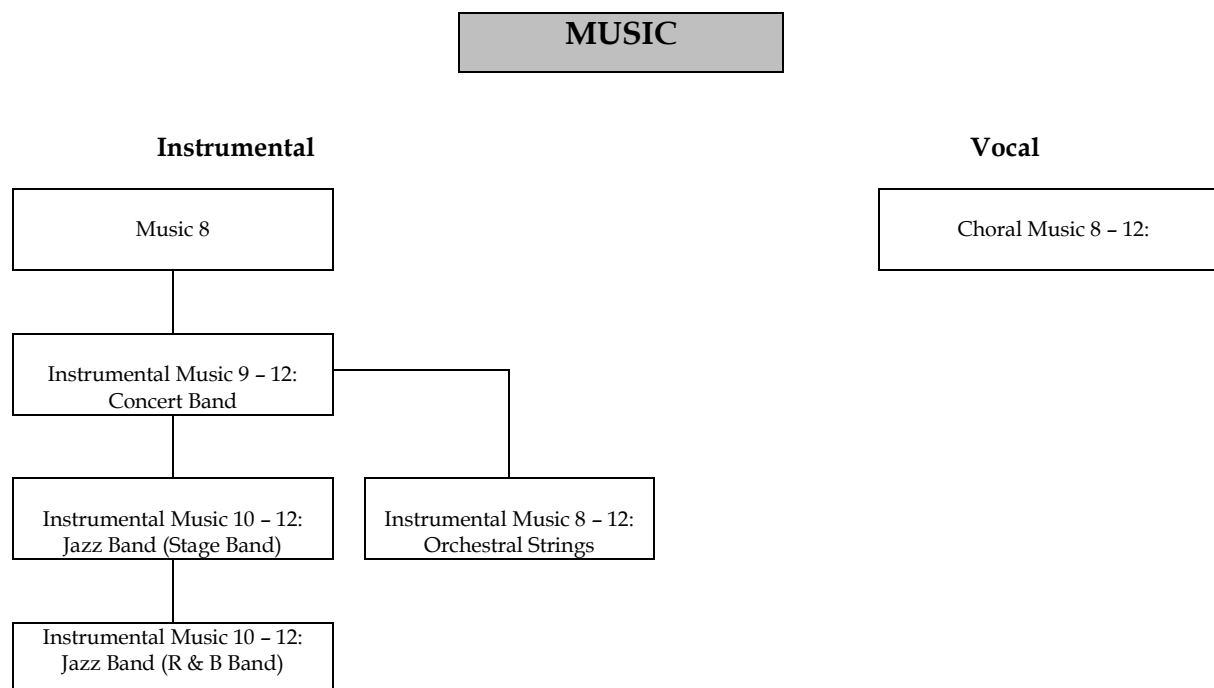 MUSIC
Instrumental
Vocal
Music 8
Choral Music 8 – 12:
Instrumental Music 9 – 12:
Concert Band
Instrumental Music 10 – 12:
Jazz Band (Stage Band)
Instrumental Music 8 – 12:
Orchestral Strings
Instrumental Music 10 – 12:
Jazz Band (R & B Band)